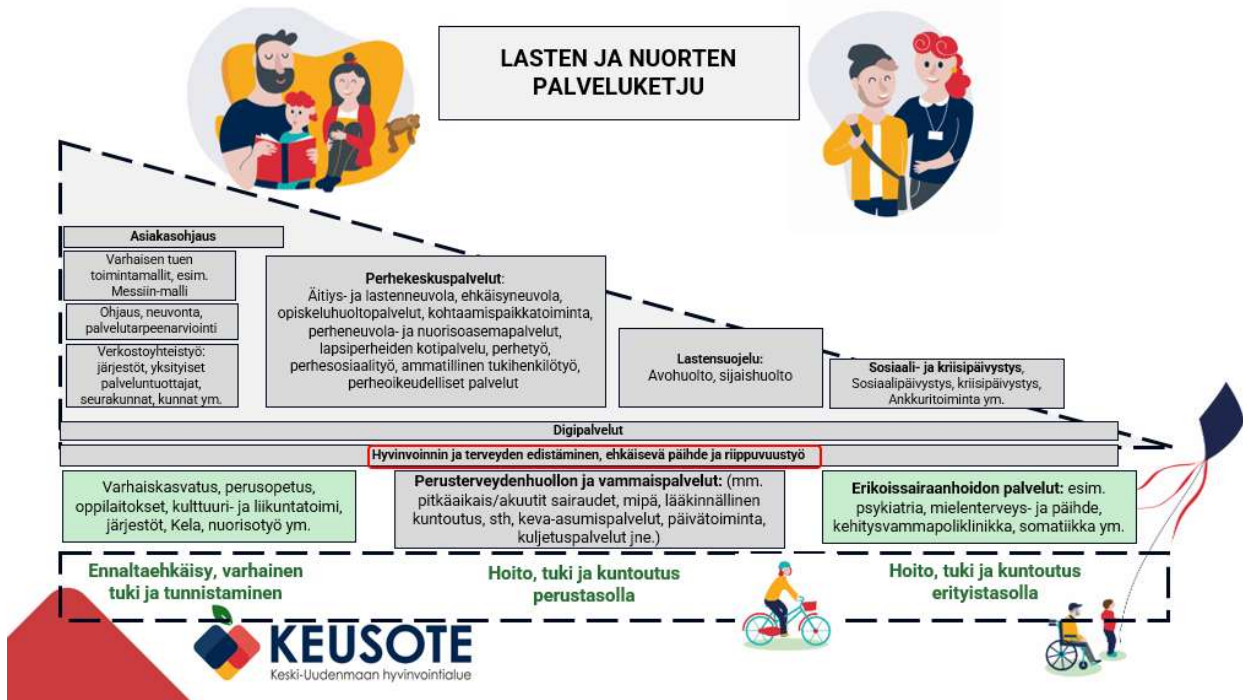 LASTEN JA NUORTEN
PALVELUKETJU
Asiakasohjaus
Varhaisen tuen
toimintamallit, esim.
Messiin-malli
Ohjaus, neuvonta,
palvelutarpeenarviointi
Verkostoyhteistyö:
järjestöt, yksityiset
palveluntuottajat,
seurakunnat, kunnat ym.
Perhekeskuspalvelut:
Äitiys- ja lastenneuvola, ehkäisyneuvola,
opiskeluhuoltopalvelut, kohtaamispaikkatoiminta,
perheneuvola- ja nuorisoasemapalvelut,
lapsiperheiden kotipalvelu, perhetyö,
perhesosiaalityö, ammatillinen tukihenkilötyö,
perheoikeudelliset palvelut
Lastensuojelu:
Avohuolto, sijaishuolto
Sosiaali- ja kriisipäivystys,
Sosiaalipäivystys, kriisipäivystys,
Ankkuritoiminta ym.
Digipalvelut
Hyvinvoinnin ja terveyden edistäminen, ehkäisevä päihde ja riippuvuustyö
Varhaiskasvatus, perusopetus,
oppilaitokset, kulttuuri- ja liikuntatoimi,
järjestöt, Kela, nuorisotyö ym.
Perusterveydenhuollon ja vammaispalvelut: (mm.
pitkäaikais/akuutit sairaudet, mipä, lääkinnällinen
kuntoutus, sth, keva-asumispalvelut, päivätoiminta,
kuljetuspalvelut jne.)
Erikoissairaanhoidon palvelut: esim.
psykiatria, mielenterveys- ja päihde,
kehitysvammapoliklinikka, somatiikka ym.
Ennaltaehkäisy, varhainen
tuki ja tunnistaminen
Hoito, tuki ja kuntoutus
perustasolla
Hoito, tuki ja kuntoutus
erityistasolla
KEUSOTE
Keski-Uudenmaan hyvinvointialue